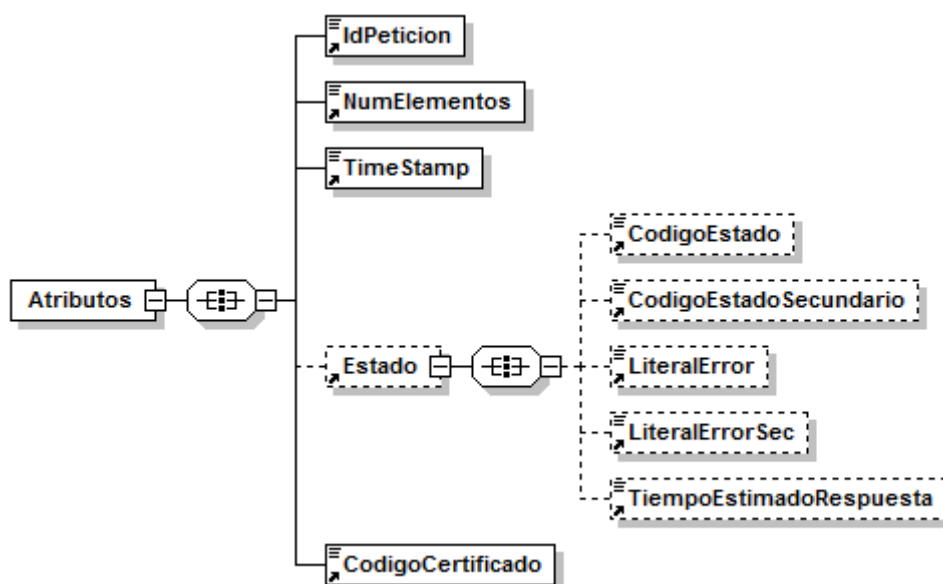 IdPeticion
NumElementos
TimeStamp
CodigoEstado
CodigoEstadoSecundario
Atributos
Estado
LiteralError
LiteralErrorSec
TiempoEstimadoRespuesta
CodigoCertificado